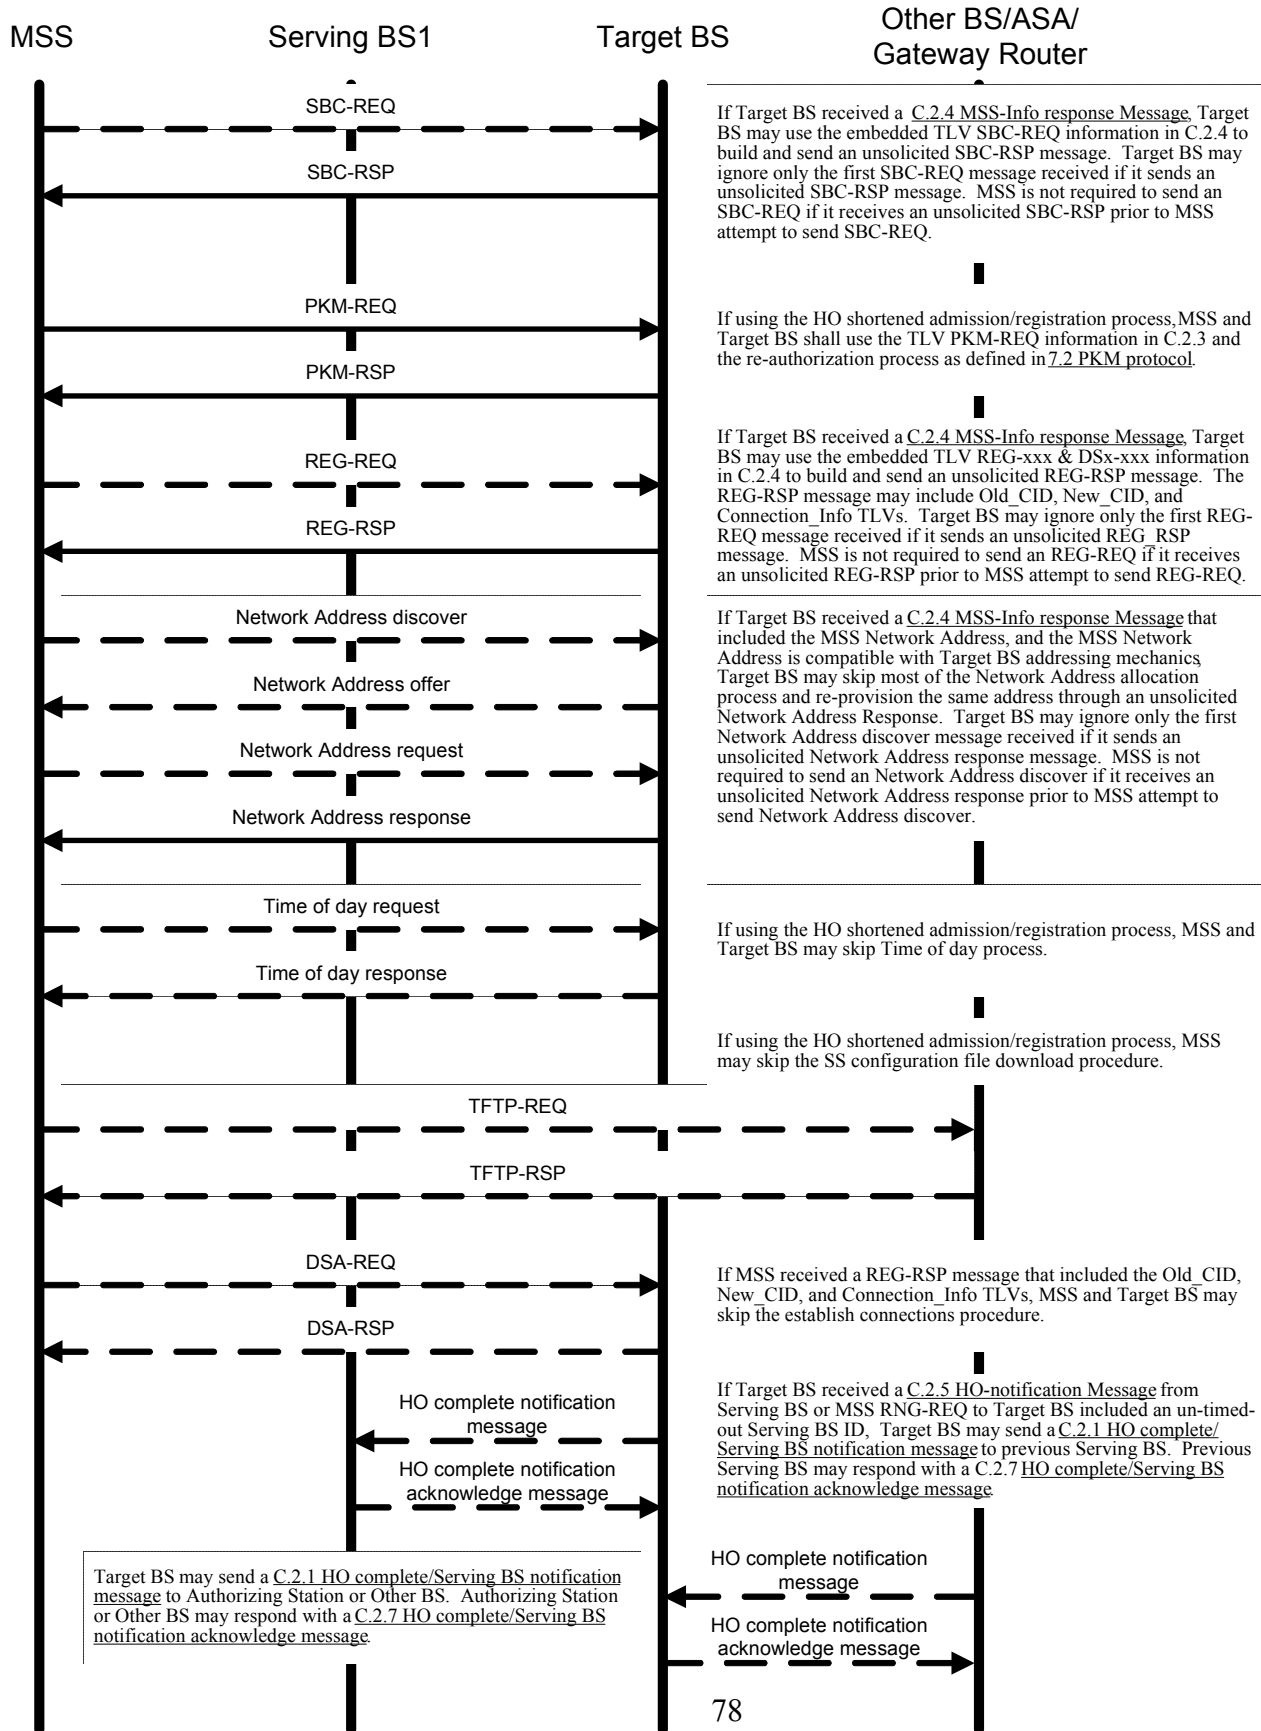 MSS
Serving BS1
Target BS
Other BS/ASA/
Gateway Router
SBC-REQ
SBC-RSP
If Target BS received a C.2.4 MSS-Info response Message, Target
BS may use the embedded TLV SBC-REQ information in C.2.4 to
build and send an unsolicited SBC-RSP message. Target BS may
ignore only the first SBC-REQ message received if it sends an
unsolicited SBC-RSP message. MSS is not required to send an
SBC-REQ if it receives an unsolicited SBC-RSP prior to MSS
attempt to send SBC-REQ.
PKM-REQ
PKM-RSP
If using the HO shortened admission/registration process, MSS and
Target BS shall use the TLV PKM-REQ information in C.2.3 and
the re-authorization process as defined in 7.2 PKM protocol.
REG-REQ
REG-RSP
If Target BS received a C.2.4 MSS-Info response Message, Target
BS may use the embedded TLV REG-xxx & DSx-xxx information
in C.2.4 to build and send an unsolicited REG-RSP message. The
REG-RSP message may include Old_CID, New_CID, and
Connection_Info TLVs. Target BS may ignore only the first REG-
REQ message received if it sends an unsolicited REG_RSP
message. MSS is not required to send an REG-REQ if it receives
an unsolicited REG-RSP prior to MSS attempt to send REG-REQ.
Network Address discover
Network Address offer
Network Address request
Network Address response
If Target BS received a C.2.4 MSS-Info response Message that
included the MSS Network Address, and the MSS Network
Address is compatible with Target BS addressing mechanics,
Target BS may skip most of the Network Address allocation
process and re-provision the same address through an unsolicited
Network Address Response. Target BS may ignore only the first
Network Address discover message received if it sends an
unsolicited Network Address response message. MSS is not
required to send an Network Address discover if it receives an
unsolicited Network Address response prior to MSS attempt to
send Network Address discover.
Time of day request
Time of day response
If using the HO shortened admission/registration process, MSS and
Target BS may skip Time of day process.
If using the HO shortened admission/registration process, MSS
may skip the SS configuration file download procedure.
TFTP-REQ
TFTP-RSP
DSA-REQ
DSA-RSP
If MSS received a REG-RSP message that included the Old_CID,
New_CID, and Connection_Info TLVs, MSS and Target BS may
skip the establish connections procedure.
HO complete notification
message
HO complete notification
acknowledge message
If Target BS received a C.2.5 HO-notification Message from
Serving BS or MSS RNG-REQ to Target BS included an un-timed-
out Serving BS ID, Target BS may send a C.2.1 HO complete/
Serving BS notification message to previous Serving BS. Previous
Serving BS may respond with a C.2.7 HO complete/Serving BS
notification acknowledge message.
Target BS may send a C.2.1 HO complete/Serving BS notification
message to Authorizing Station or Other BS. Authorizing Station
or Other BS may respond with a C.2.7 HO complete/Serving BS
notification acknowledge message.
HO complete notification
message
HO complete notification
acknowledge message
78